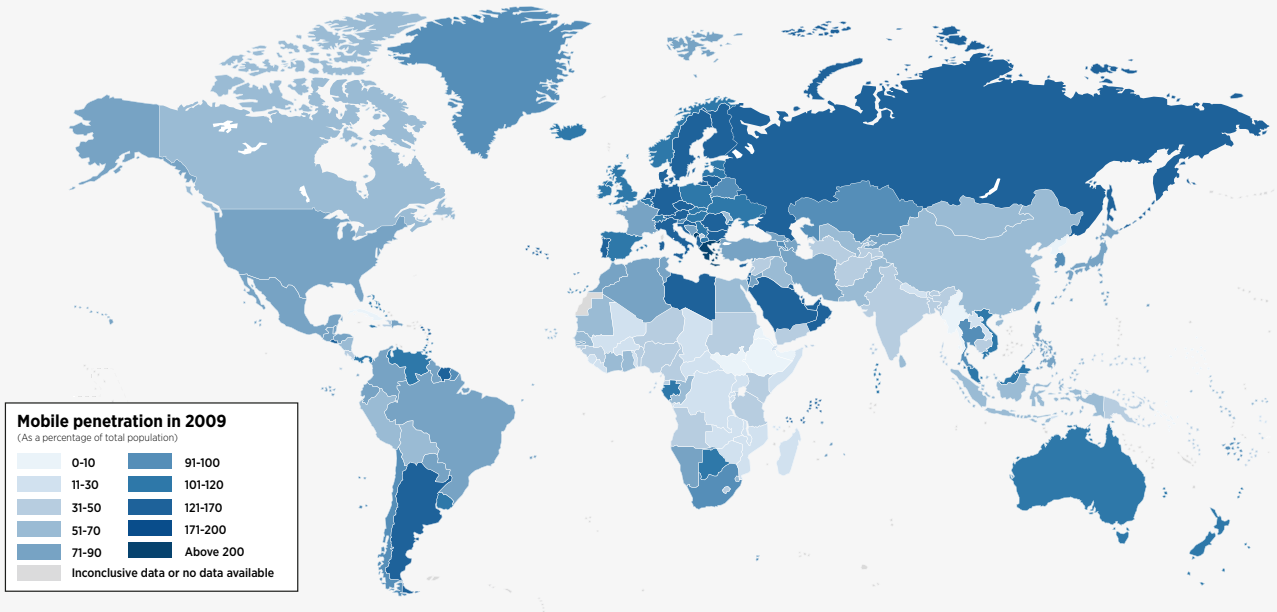 Mobile penetration in 2009
(As a percentage of total population)
0-10
11-30
31-50
51-70
71-90
91-100
101-120
121-170
171-200
Above 200
Inconclusive data or no data available